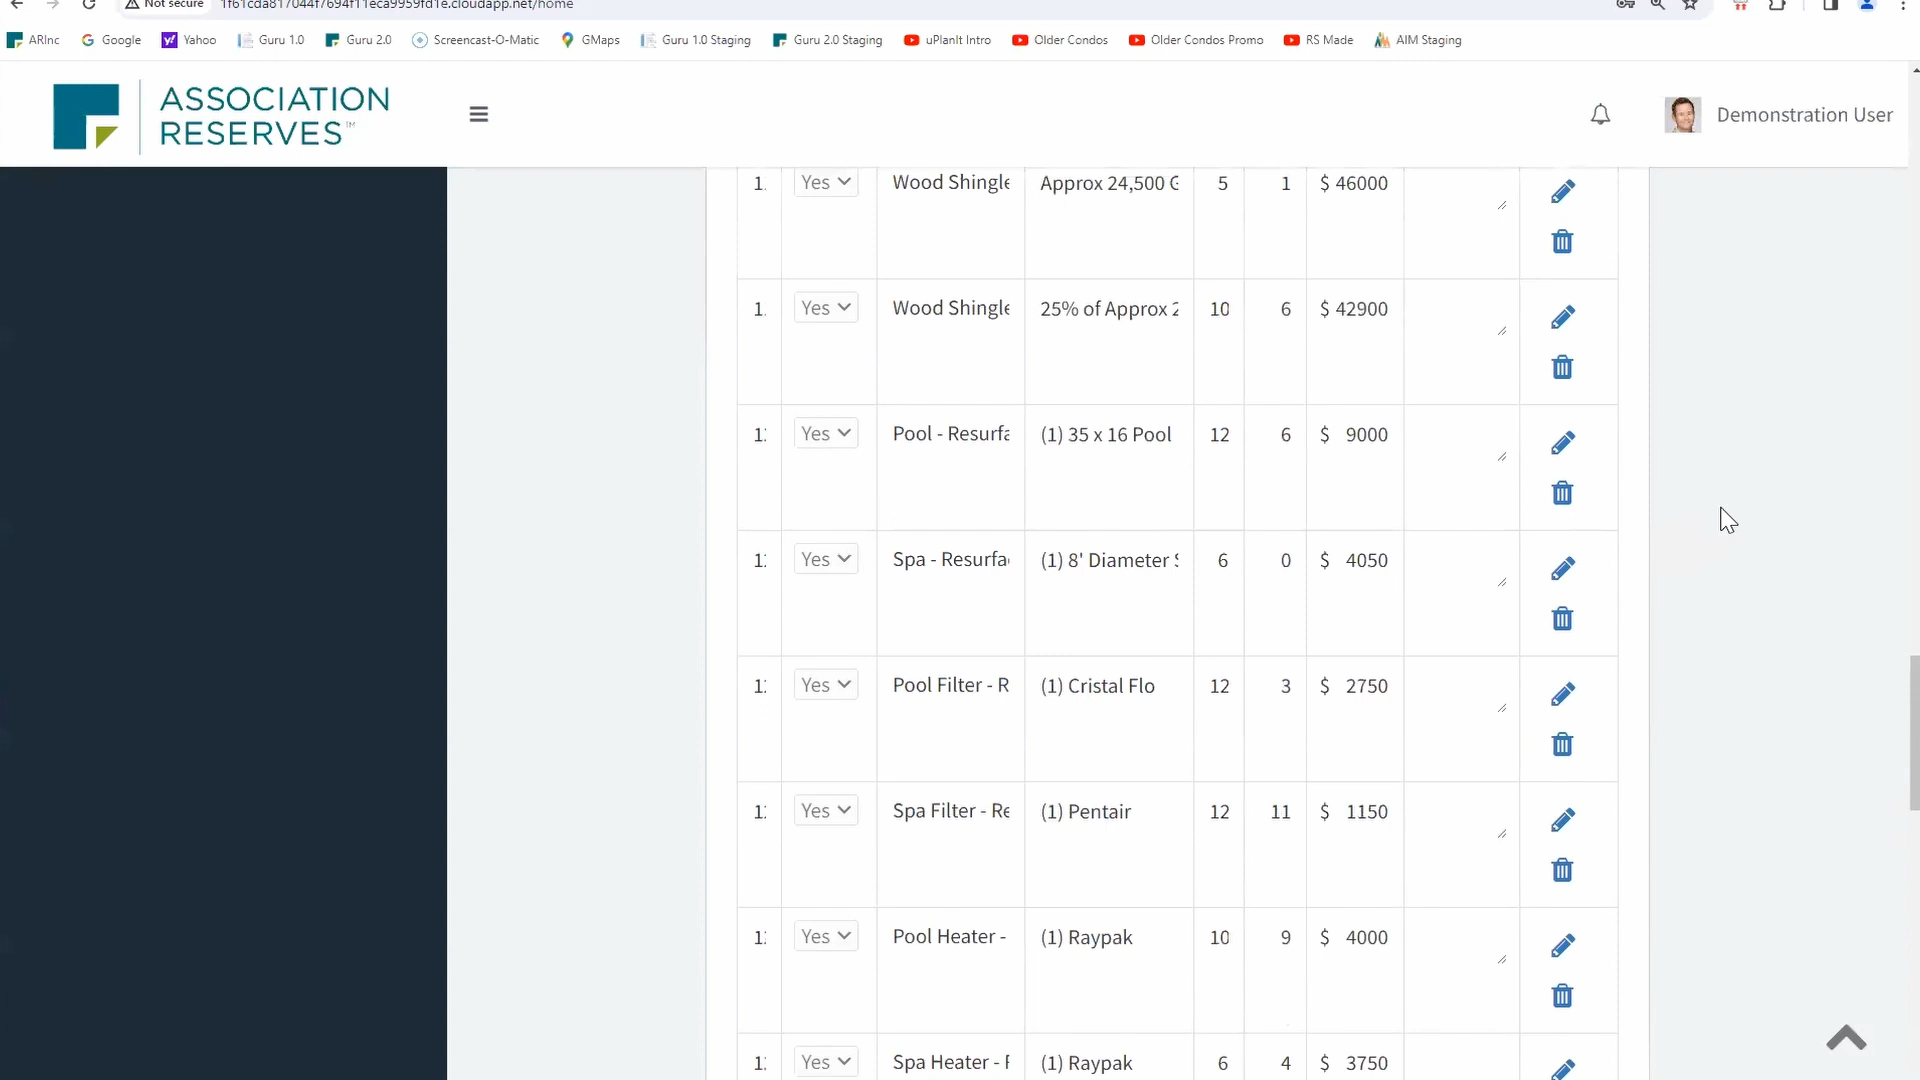 Not secure 1f61cda817044f7694f11eca9959fd1e.cloudapp.net/home
ARInc Google Yahoo Guru 1.0 Guru 2.0 Screencast-O-Matic GMaps Guru 1.0 Staging Guru 2.0 Staging uPlanIt Intro Older Condos Older Condos Promo RS Made AIM Staging
ASSOCIATION
RESERVES™
Demonstration User
1. Yes Wood Shingle Approx 24,500 G 5 1 $ 46000
1. Yes Wood Shingle 25% of Approx 2 10 6 $ 42900
1: Yes Pool - Resurfa (1) 35 x 16 Pool 12 6 $ 9000
1: Yes Spa - Resurfa (1) 8' Diameter S 6 0 $ 4050
1: Yes Pool Filter - R (1) Cristal Flo 12 3 $ 2750
1: Yes Spa Filter - Re (1) Pentair 12 11 $ 1150
1: Yes Pool Heater - (1) Raypak 10 9 $ 4000
1: Yes Spa Heater - (1) Raypak 6 4 $ 3750